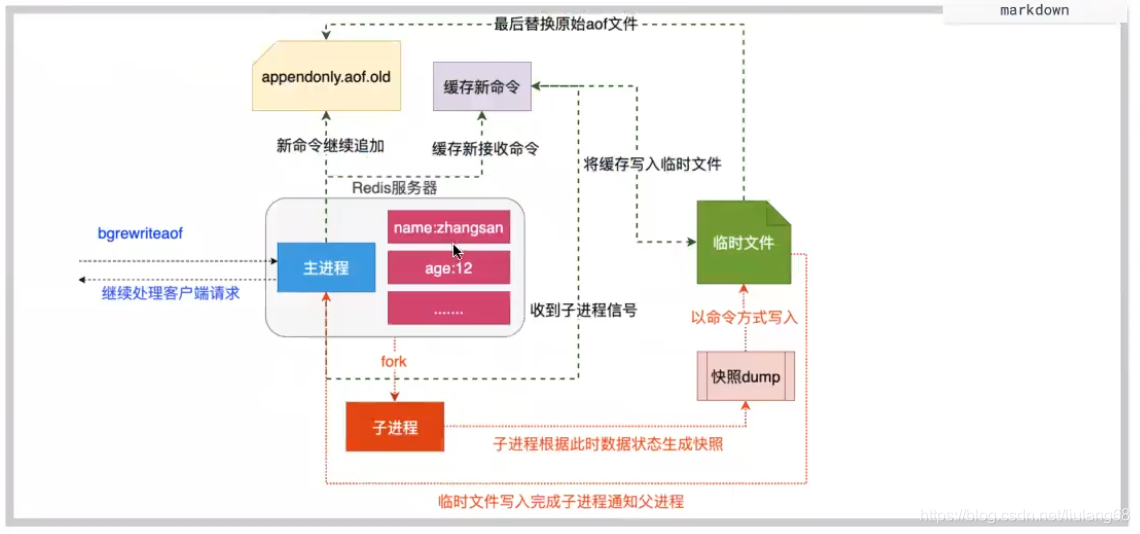 markdown
最后替换原始aof文件
appendonly.aof.old
缓存新命令
新命令继续追加
缓存新接收命令
将缓存写入临时文件
Redis服务器
name:zhangsan
bgrewriteaof
临时文件
主进程
age:12
继续处理客户端请求
.......
收到子进程信号
以命令方式写入
fork
快照dump
子进程
子进程根据此时数据状态生成快照
临时文件写入完成子进程通知父进程
https://blog.csdn.net/liulang68